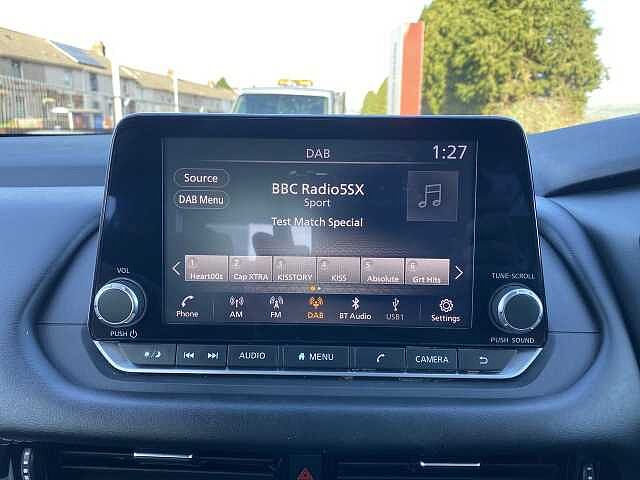 DAB
1:27
Source
DAB Menu
BBC Radio5SX
Sport
Test Match Special
1 2 3 4 5 6
Heart00s Cap XTRA KISSTORY KISS Absolute Grt Hits
Phone AM FM DAB BT Audio USB1 Settings
VOL
PUSH
TUNE·SCROLL
PUSH SOUND
AUDIO MENU CAMERA